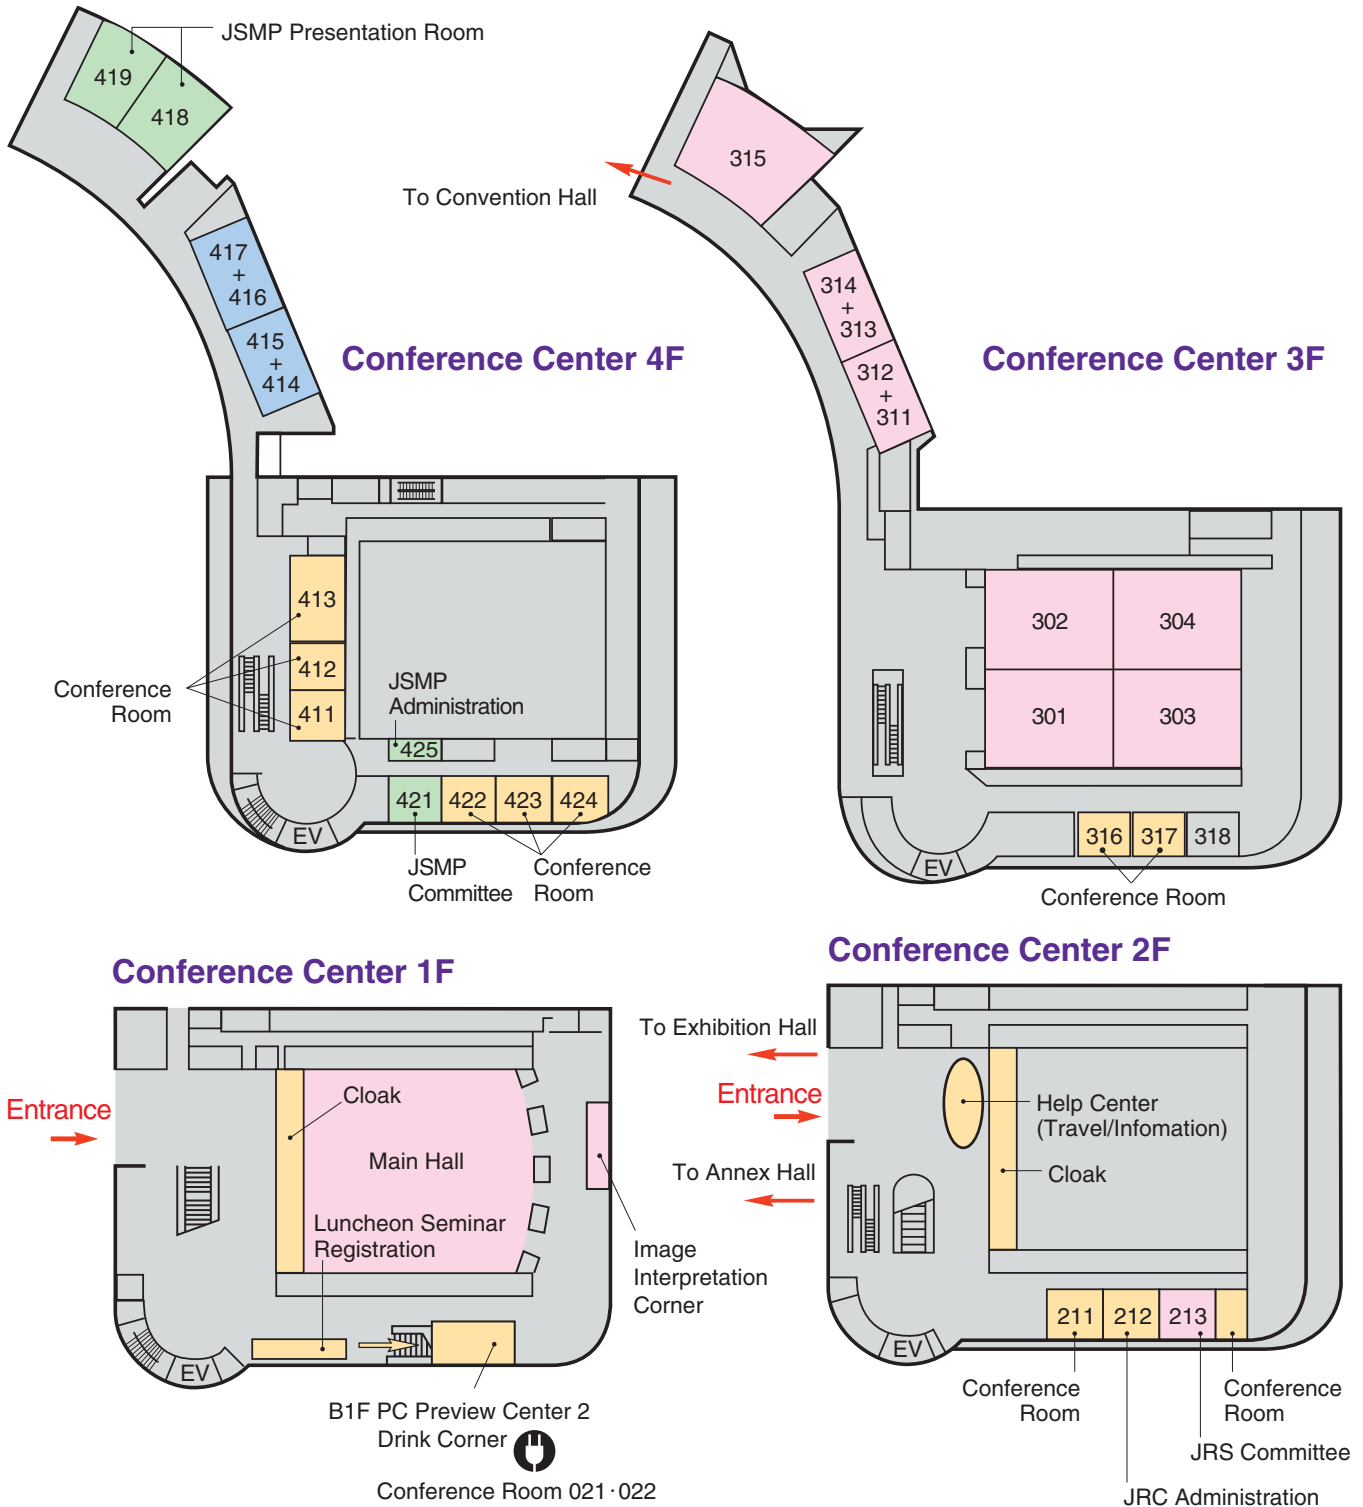 JSMP Presentation Room
419
418
417
+
416
415
+
414
Conference Center 4F
413
412
411
Conference
Room
JSMP
Administration
425
421
422
423
424
EV
JSMP
Committee
Conference
Room
315
To Convention Hall
314
+
313
312
+
311
Conference Center 3F
302
304
301
303
316
317
318
EV
Conference Room
Conference Center 1F
Entrance
Cloak
Main Hall
Luncheon Seminar
Registration
Image
Interpretation
Corner
EV
B1F PC Preview Center 2
Drink Corner
Conference Room 021·022
Conference Center 2F
To Exhibition Hall
Entrance
To Annex Hall
Help Center
(Travel/Infomation)
Cloak
211
212
213
EV
Conference
Room
Conference
Room
JRS Committee
JRC Administration